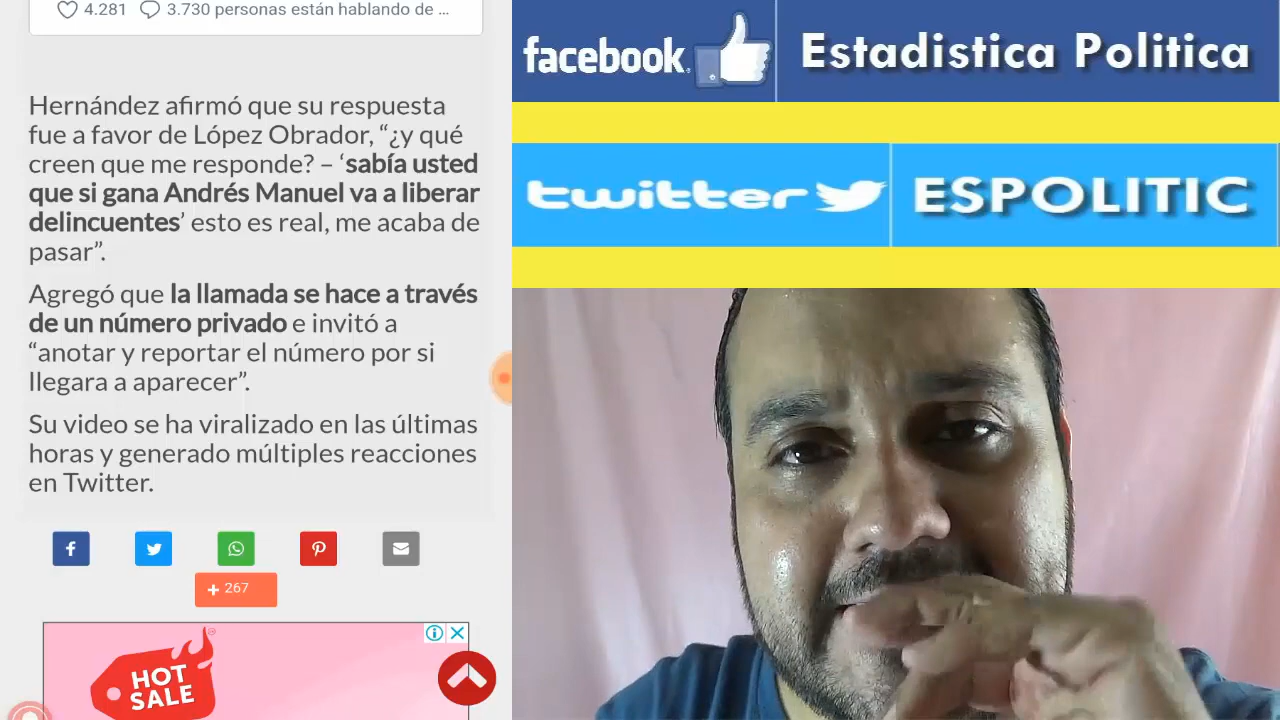 4.281 3.730 personas están hablando de ...
Hernández afirmó que su respuesta
fue a favor de López Obrador, “¿y qué
creen que me responde? – ‘sabía usted
que si gana Andrés Manuel va a liberar
delincuentes’ esto es real, me acaba de
pasar”.
Agregó que la llamada se hace a través
de un número privado e invitó a
“anotar y reportar el número por si
llegara a aparecer”.
Su video se ha viralizado en las últimas
horas y generado múltiples reacciones
en Twitter.
+ 267
HOT
SALE
facebook
Estadistica Politica
twitter
ESPOLITIC